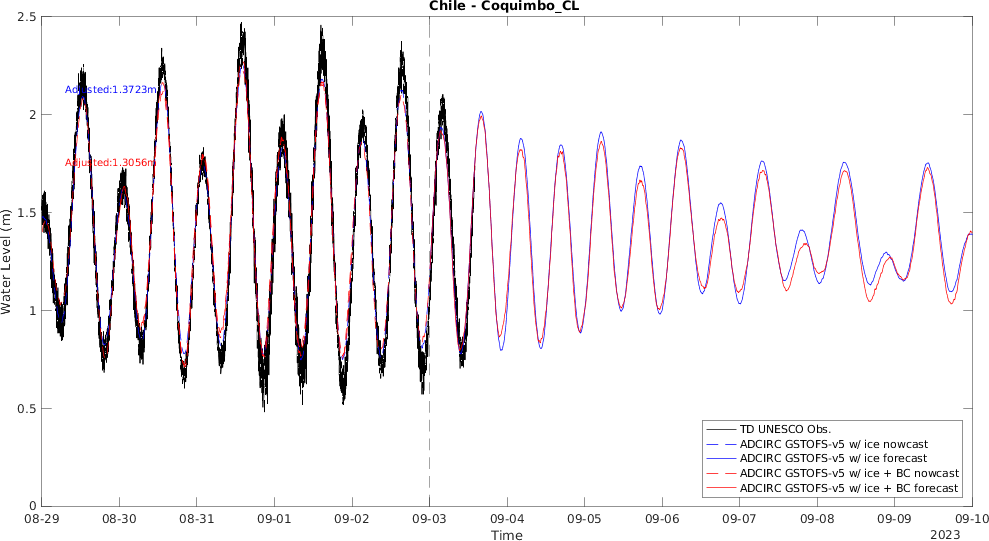 Chile - Coquimbo_CL
2.5
2
1.5
1
0.5
0
Water Level (m)
Adjusted:1.3723m
Adjusted:1.3056m
TD UNESCO Obs.
ADCIRC GSTOFS-v5 w/ ice nowcast
ADCIRC GSTOFS-v5 w/ ice forecast
ADCIRC GSTOFS-v5 w/ ice + BC nowcast
ADCIRC GSTOFS-v5 w/ ice + BC forecast
08-29 08-30 08-31 09-01 09-02 09-03 09-04 09-05 09-06 09-07 09-08 09-09 09-10
Time
2023